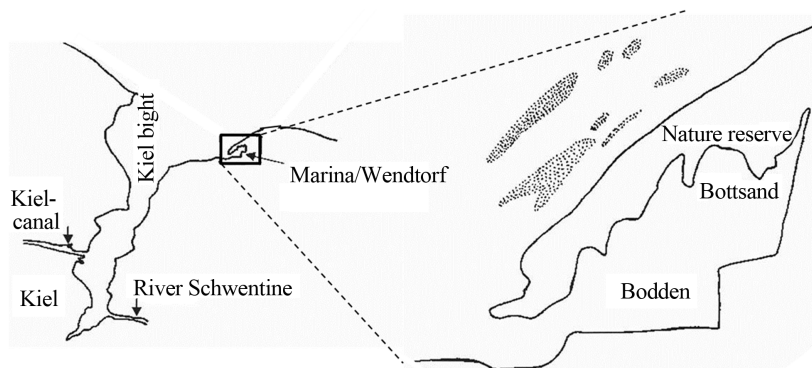 Kiel bight
Marina/Wendtorf
Kiel-
canal
Kiel
River Schwentine
Nature reserve
Bottsand
Bodden